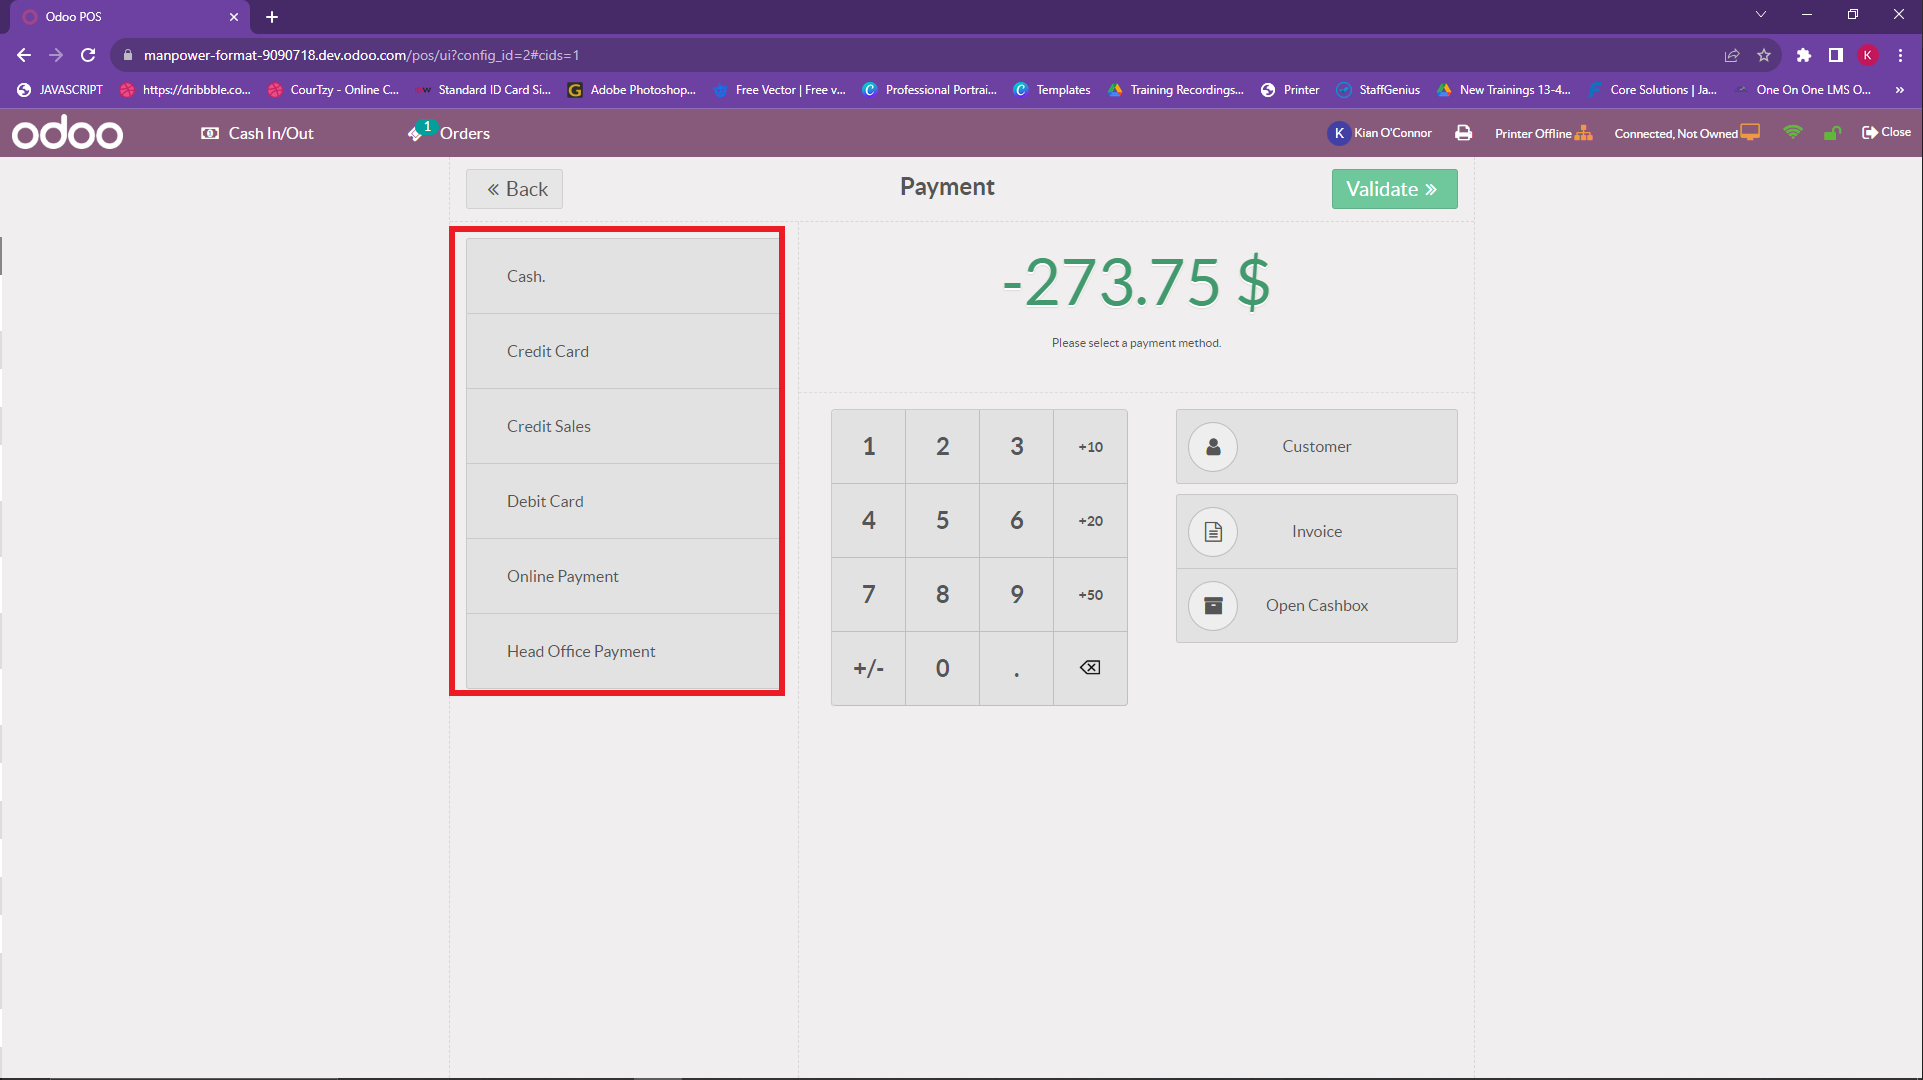 Odoo POS
manpower-format-9090718.dev.odoo.com/pos/ui?config_id=2#cids=1
K
JAVASCRIPT
https://dribbble.co...
CourTzy - Online C...
Standard ID Card Si...
Adobe Photoshop...
Free Vector | Free v...
Professional Portrai...
Templates
Training Recordings...
Printer
StaffGenius
New Trainings 13-4...
Core Solutions | Ja...
One On One LMS O...
odoo
Cash In/Out
1
Orders
K
Kian O'Connor
Printer Offline
Connected, Not Owned
Close
« Back
Payment
Validate »
Cash.
Credit Card
Credit Sales
Debit Card
Online Payment
Head Office Payment
-273.75 $
Please select a payment method.
1 2 3 +10
4 5 6 +20
7 8 9 +50
+/- 0 .
Customer
Invoice
Open Cashbox